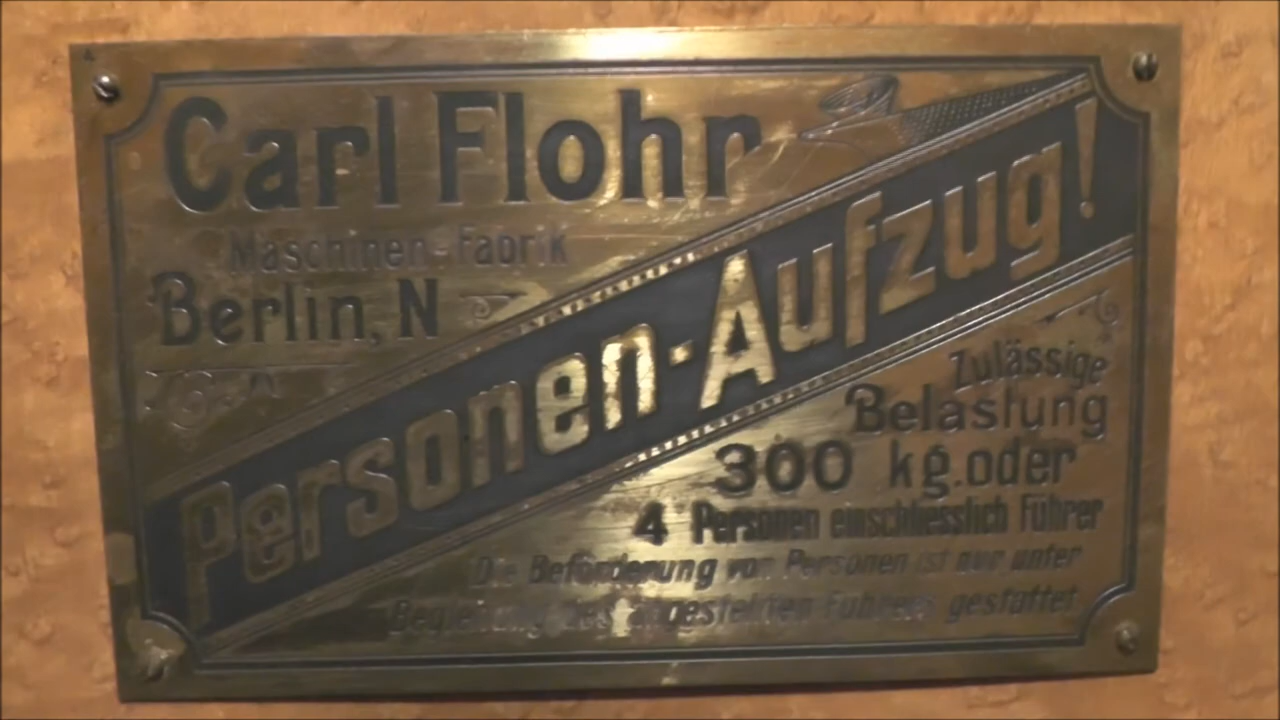 Carl Flohr
Maschinen-Fabrik
Berlin, N
Personen-Aufzug!
Zulässige
Belastung
300 kg. oder
4 Personen einschliesslich Führer
Die Beförderung von Personen ist nur unter
Begleitung des angestellten Führers gestattet